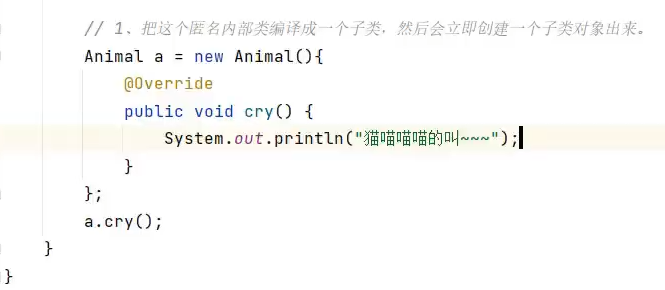 // 1、把这个匿名内部类编译成一个子类，然后会立即创建一个子类对象出来。
Animal a = new Animal(){
@Override
public void cry() {
System.out.println("猫喵喵喵的叫~~~");
}
};
a.cry();
}
}